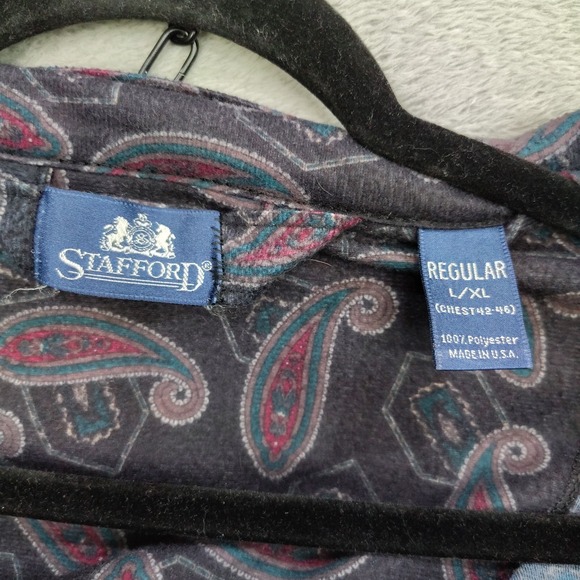 STAFFORD®
REGULAR
L/XL
(CHEST 42-46)
100% Polyester
MADE IN U.S.A.